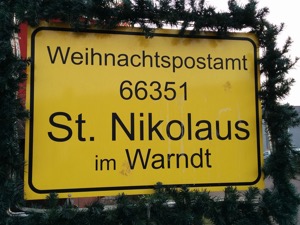 Weihnachtspostamt
66351
St. Nikolaus
im Warndt